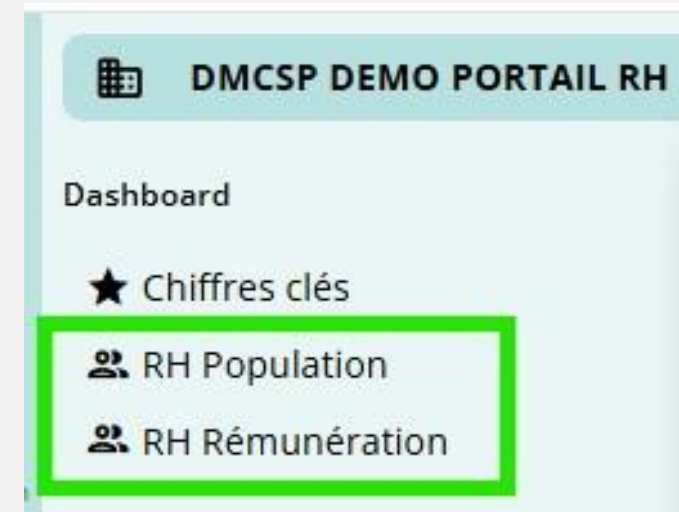 DMCSP DEMO PORTAIL RH
Dashboard
Chiffres clés
RH Population
RH Rémunération